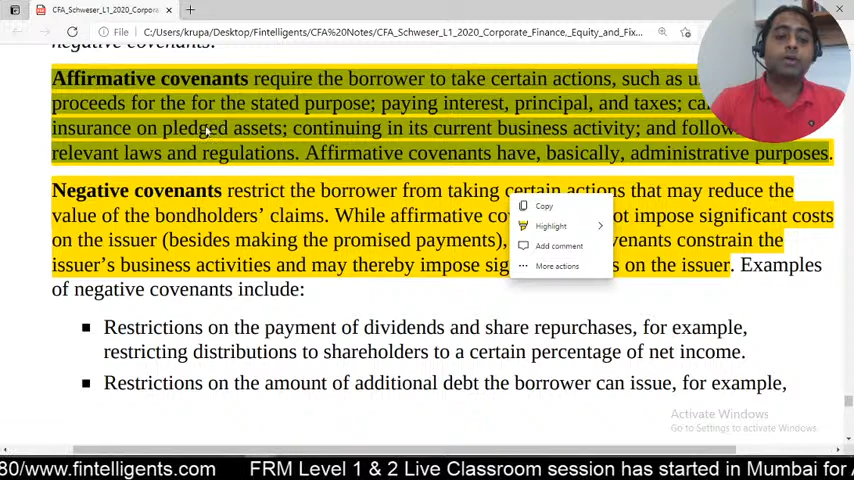 CFA_Schweser_L1_2020_Corporate
File
C:/Users/krupa/Desktop/Fintelligents/CFA%20Notes/CFA_Schweser_L1_2020_Corporate_Finance,_Equity_and_Fix...
negative covenants.
Affirmative covenants require the borrower to take certain actions, such as u
proceeds for the for the stated purpose; paying interest, principal, and taxes; ca
insurance on pledged assets; continuing in its current business activity; and follow
relevant laws and regulations. Affirmative covenants have, basically, administrative purposes.
Negative covenants restrict the borrower from taking certain actions that may reduce the
value of the bondholders’ claims. While affirmative co ot impose significant costs
on the issuer (besides making the promised payments), enants constrain the
issuer’s business activities and may thereby impose sig s on the issuer. Examples
of negative covenants include:
Copy
Highlight
Add comment
More actions
▪ Restrictions on the payment of dividends and share repurchases, for example,
restricting distributions to shareholders to a certain percentage of net income.
▪ Restrictions on the amount of additional debt the borrower can issue, for example,
Activate Windows
Go to Settings to activate Windows.
80/www.fintelligents.com FRM Level 1 & 2 Live Classroom session has started in Mumbai for